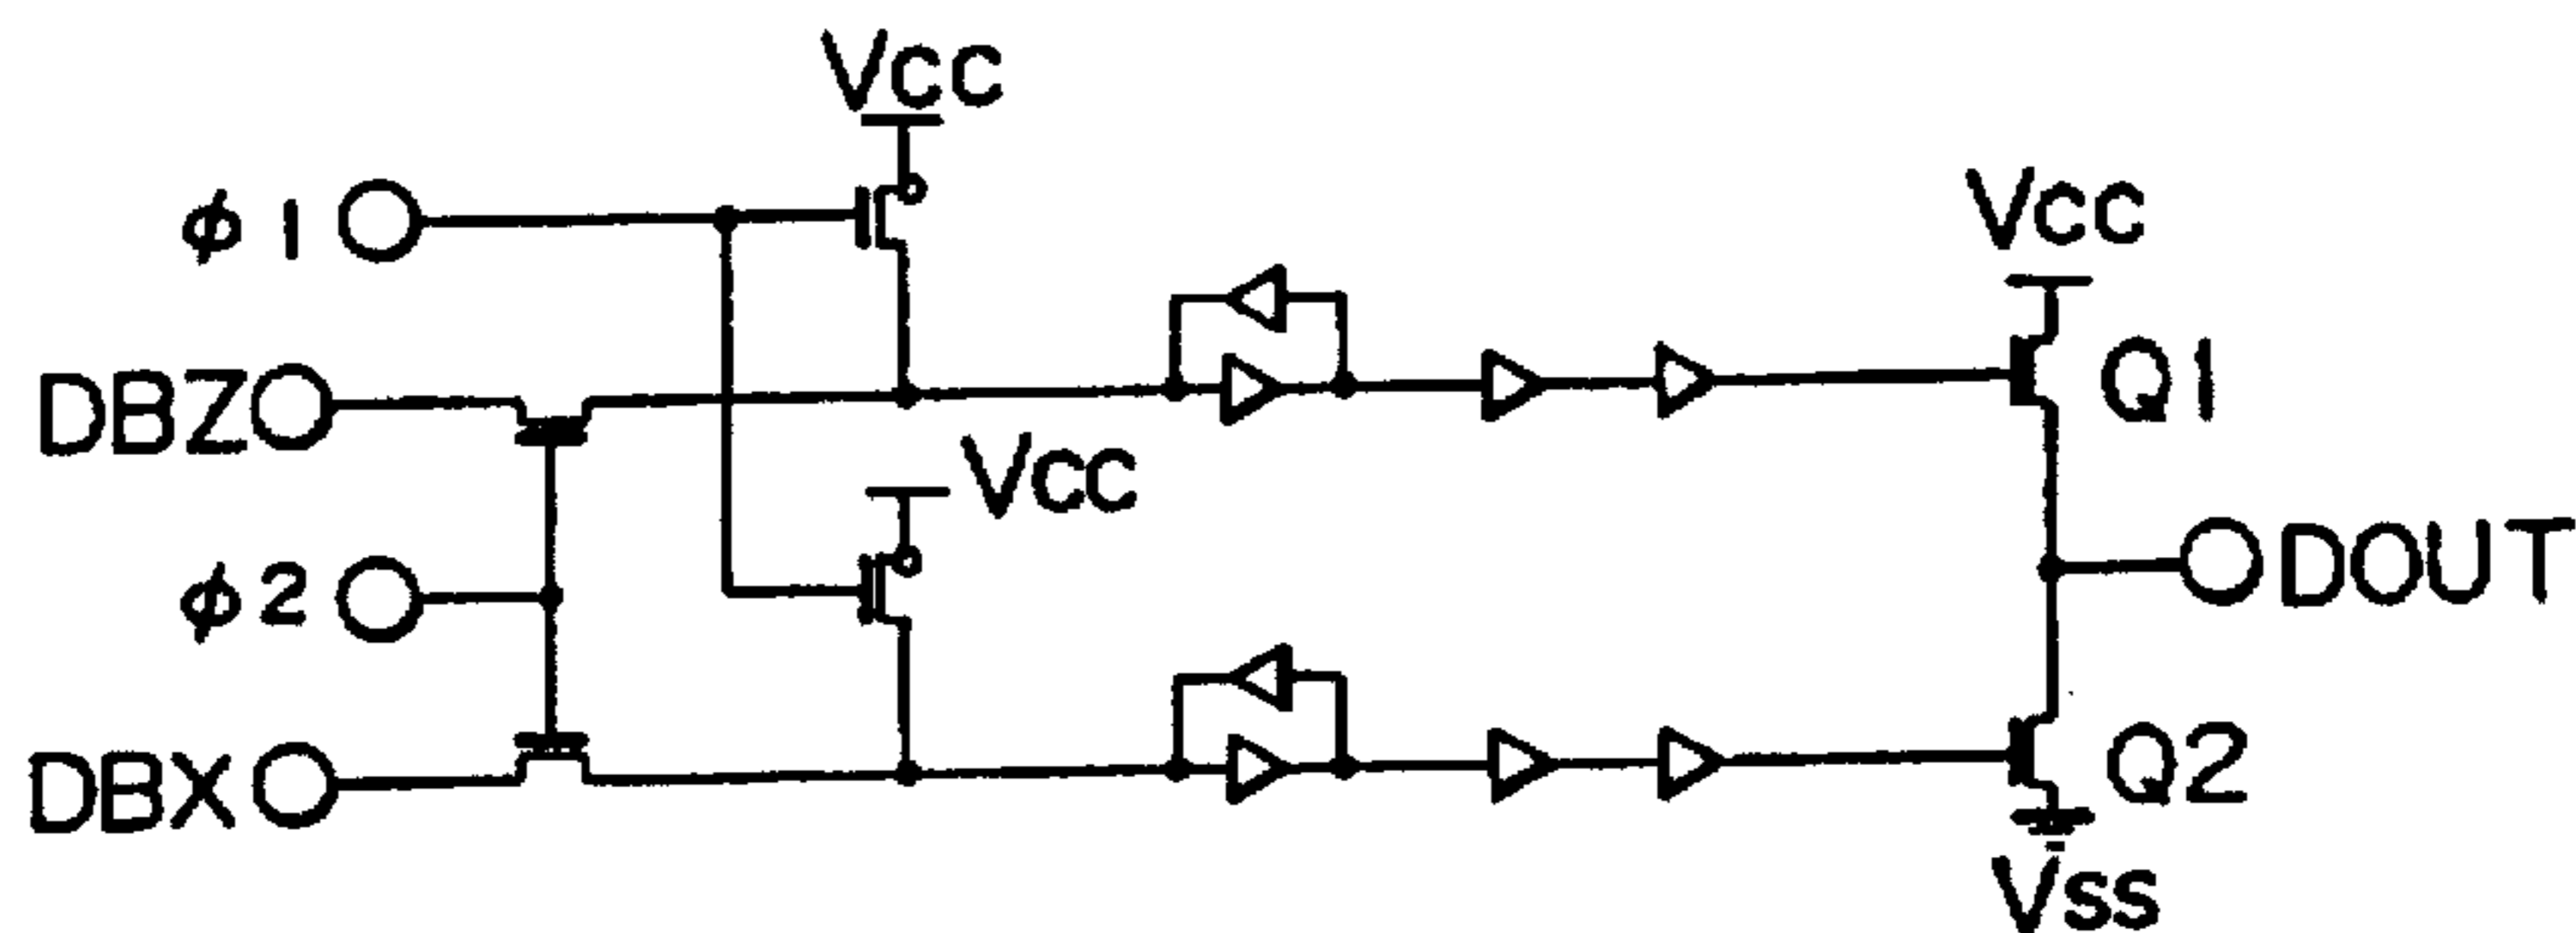 Vcc
ϕ1
Vcc
DBZ
Q1
Vcc
DOUT
ϕ2
DBX
Q2
Vss